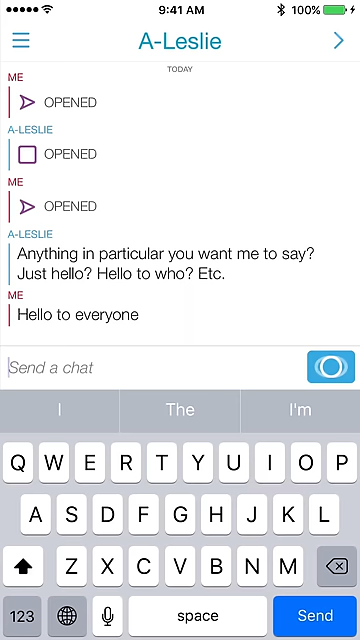 9:41 AM
100%
A-Leslie
TODAY
ME
OPENED
A-LESLIE
OPENED
ME
OPENED
A-LESLIE
Anything in particular you want me to say?
Just hello? Hello to who? Etc.
ME
Hello to everyone
Send a chat
I The I'm
Q W E R T Y U I O P
A S D F G H J K L
Z X C V B N M
123 space Send